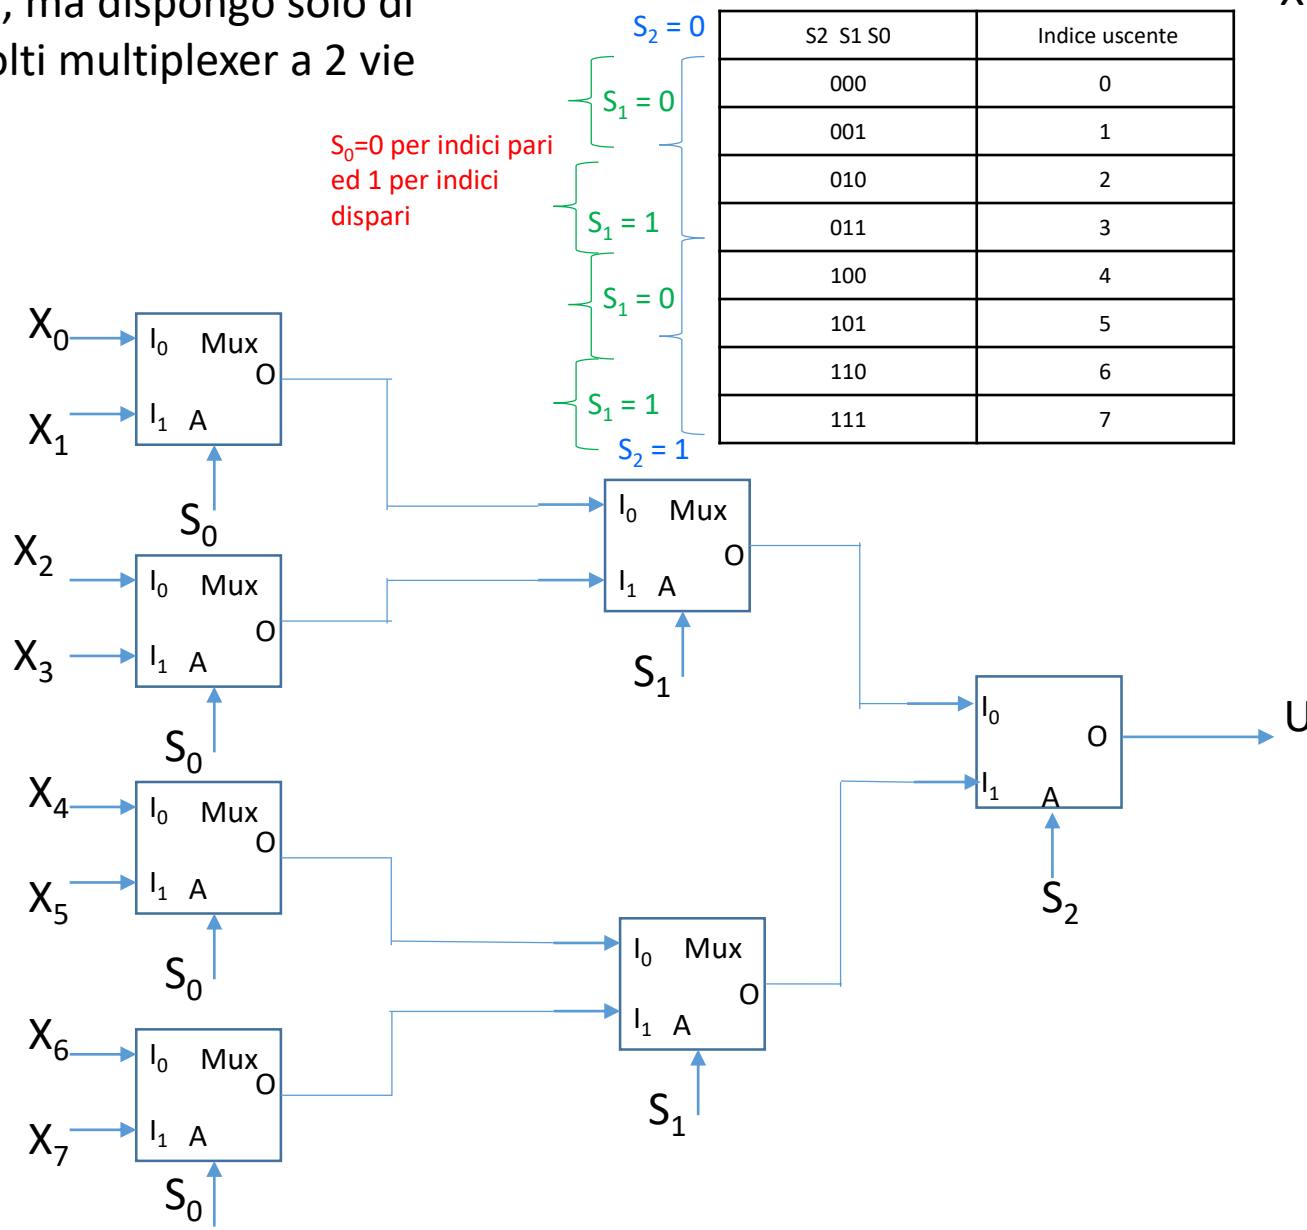 , ma dispongo solo di
olti multiplexer a 2 vie
S2 = 0
S1 = 0
S1 = 1
S1 = 0
S1 = 1
S2 = 1
S0=0 per indici pari
ed 1 per indici
dispari
S2 S1 S0 Indice uscente
000 0
001 1
010 2
011 3
100 4
101 5
110 6
111 7
X0
X1
I0 Mux
O
I1 A
S0
X2
X3
I0 Mux
O
I1 A
S0
X4
X5
I0 Mux
O
I1 A
S0
X6
X7
I0 Mux
O
I1 A
S0
I0 Mux
O
I1 A
S1
I0 Mux
O
I1 A
S1
I0
O
I1 A
S2
U